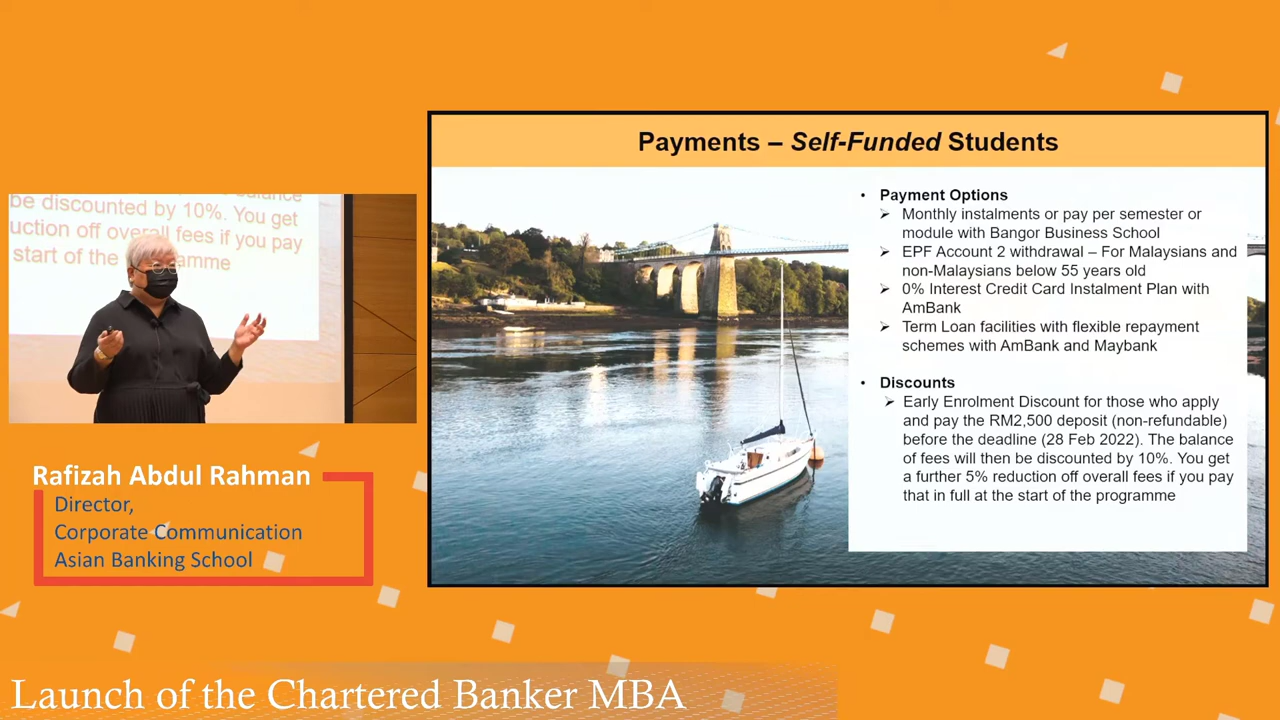 Payments – Self-Funded Students
• Payment Options
➢ Monthly instalments or pay per semester or
module with Bangor Business School
➢ EPF Account 2 withdrawal – For Malaysians and
non-Malaysians below 55 years old
➢ 0% Interest Credit Card Instalment Plan with
AmBank
➢ Term Loan facilities with flexible repayment
schemes with AmBank and Maybank
• Discounts
➢ Early Enrolment Discount for those who apply
and pay the RM2,500 deposit (non-refundable)
before the deadline (28 Feb 2022). The balance
of fees will then be discounted by 10%. You get
a further 5% reduction off overall fees if you pay
that in full at the start of the programme
be discounted by 10%. You get
uction off overall fees if you pay
start of the amme
Rafizah Abdul Rahman
Director,
Corporate Communication
Asian Banking School
Launch of the Chartered Banker MBA